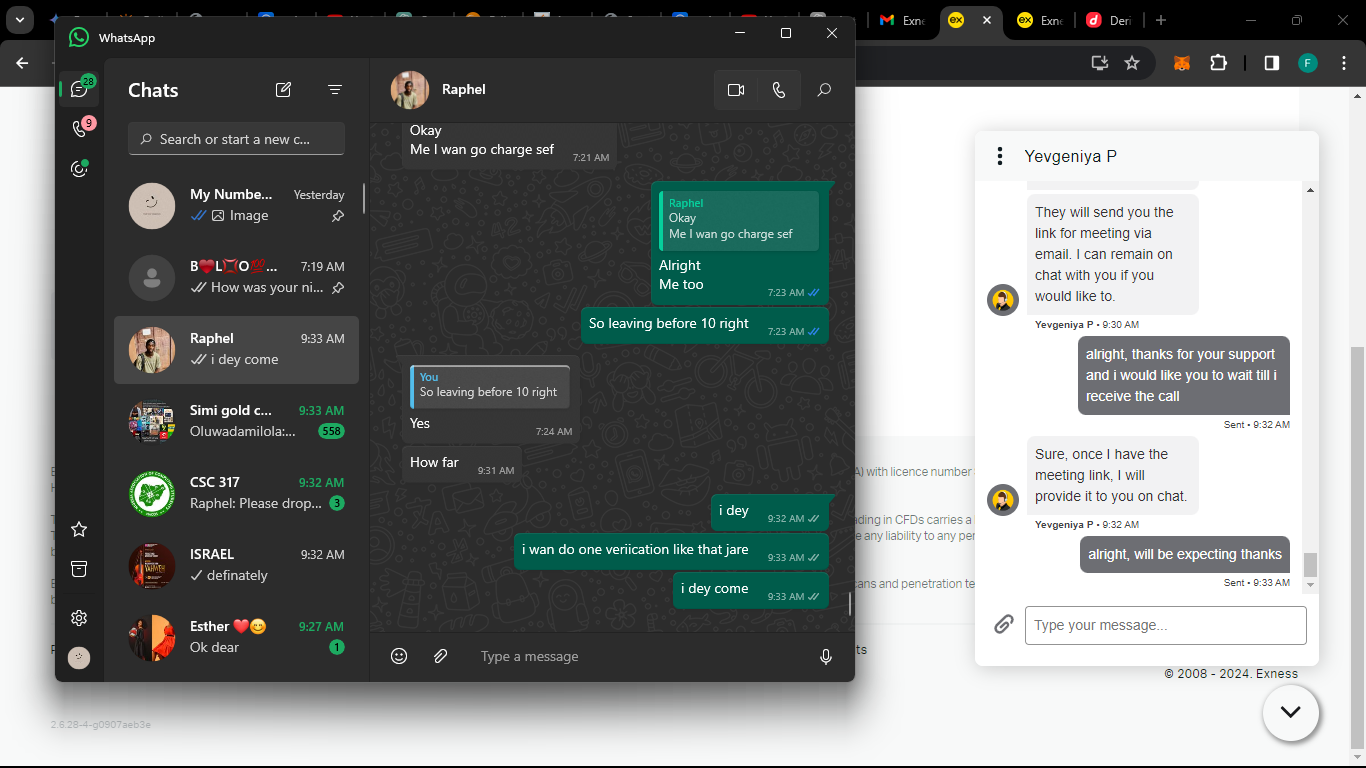 Exne
Exne
Deri
F
WhatsApp
28
9
Chats
Search or start a new c...
My Numbe...
Yesterday
Image
B❤️L💢O💯...
7:19 AM
How was your ni...
Raphel
9:33 AM
i dey come
Simi gold c...
9:33 AM
Oluwadamilola:...
558
CSC 317
9:32 AM
Raphel: Please drop...
3
ISRAEL
9:32 AM
definately
Esther ❤️😊
9:27 AM
Ok dear
1
Raphel
Okay
Me I wan go charge sef
7:21 AM
Raphel
Okay
Me I wan go charge sef
Alright
Me too
7:23 AM
So leaving before 10 right
7:23 AM
You
So leaving before 10 right
Yes
7:24 AM
How far
9:31 AM
i dey
9:32 AM
i wan do one veriication like that jare
9:33 AM
i dey come
9:33 AM
Type a message
A) with licence number
ading in CFDs carries a
e any liability to any per
cans and penetration te
ts
Yevgeniya P
They will send you the
link for meeting via
email. I can remain on
chat with you if you
would like to.
Yevgeniya P • 9:30 AM
alright, thanks for your support
and i would like you to wait till i
receive the call
Sent • 9:32 AM
Sure, once I have the
meeting link, I will
provide it to you on chat.
Yevgeniya P • 9:32 AM
alright, will be expecting thanks
Sent • 9:33 AM
Type your message...
© 2008 - 2024. Exness
2.6.28-4-g0907aeb3e